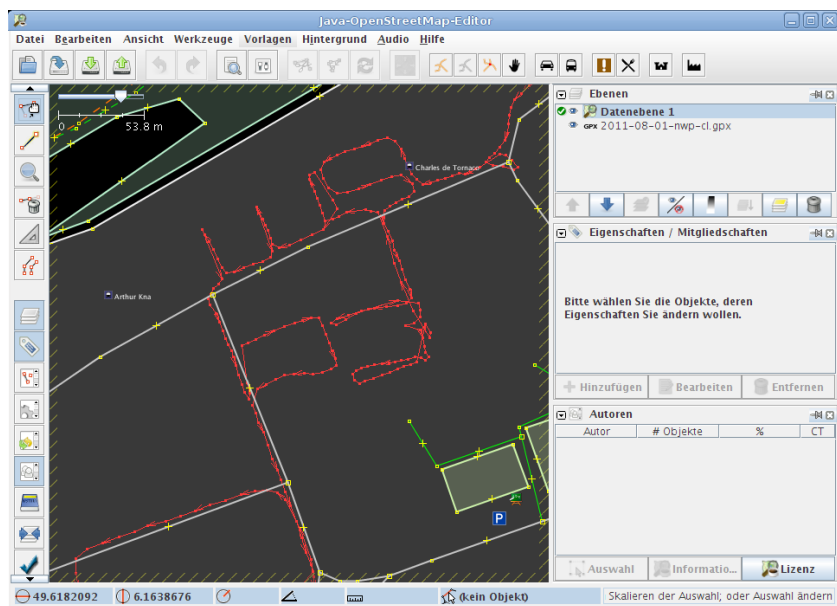 Java-OpenStreetMap-Editor
Datei Bearbeiten Ansicht Werkzeuge Vorlagen Hintergrund Audio Hilfe
0 53.8 m
Charles de Tornaco
Arthur Kna
P
Ebenen
Datenebene 1
GPX 2011-08-01-nwp-cl.gpx
Eigenschaften / Mitgliedschaften
Bitte wählen Sie die Objekte, deren
Eigenschaften Sie ändern wollen.
Hinzufügen Bearbeiten Entfernen
Autoren
Autor # Objekte % CT
Auswahl Informatio... Lizenz
49.6182092 6.1638676 (kein Objekt) Skalieren der Auswahl; oder Auswahl ändern